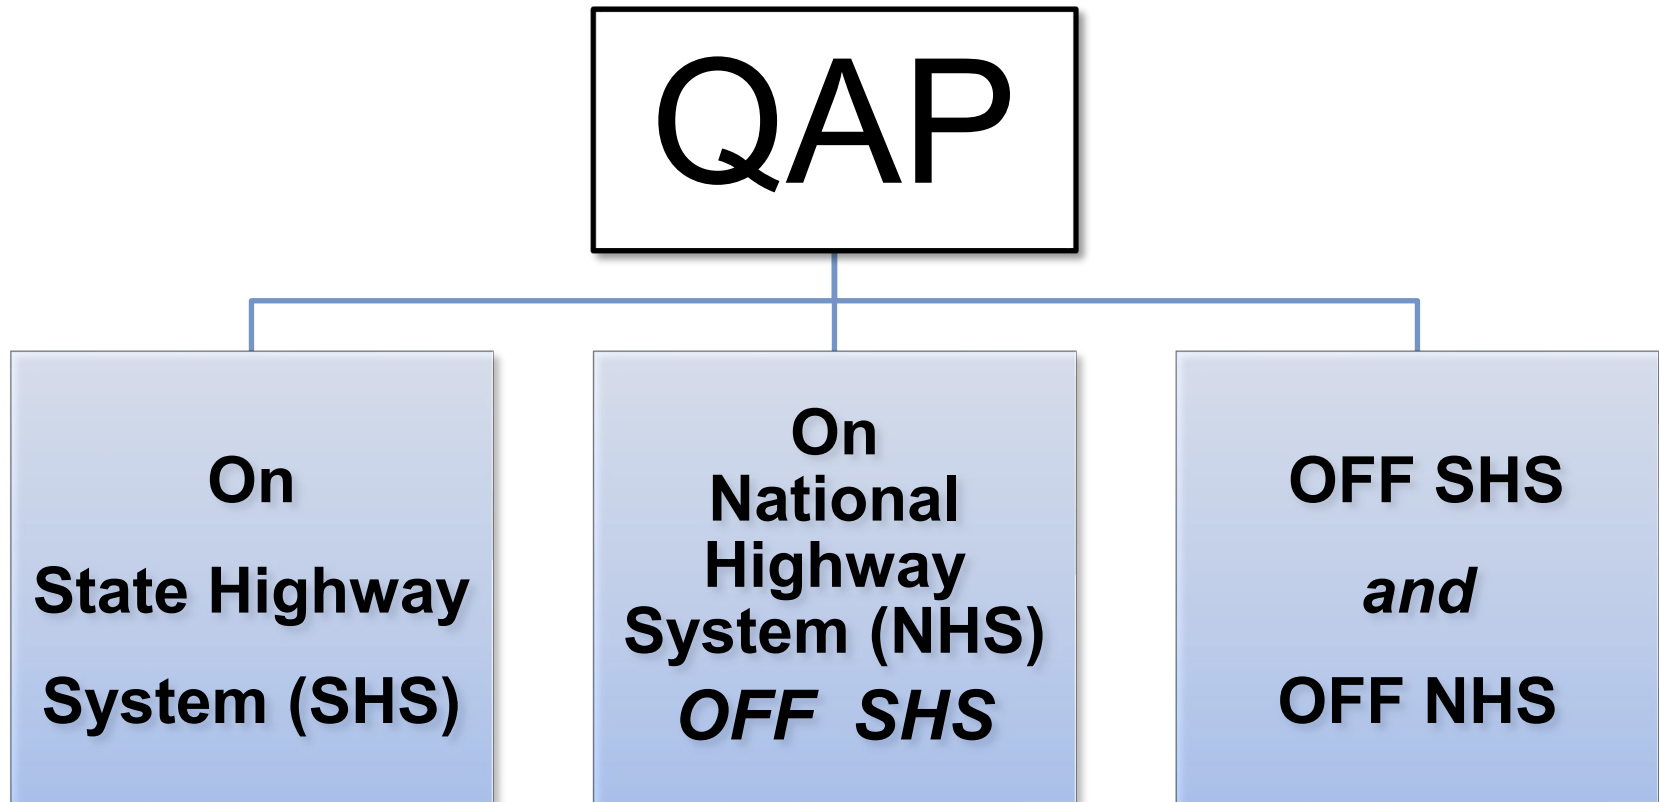 QAP
On
State Highway
System (SHS)
On
National
Highway
System (NHS)
OFF SHS
OFF SHS
and
OFF NHS